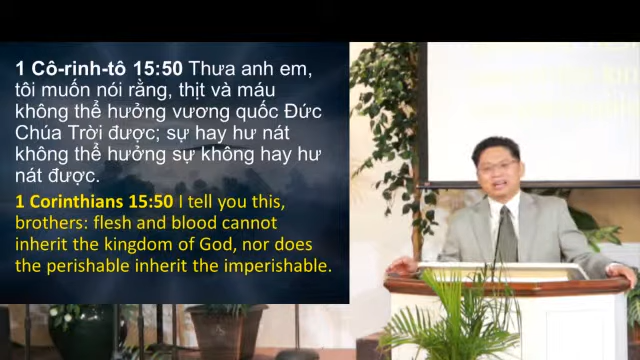 1 Cô-rinh-tô 15:50 Thưa anh em,
tôi muốn nói rằng, thịt và máu
không thể hưởng vương quốc Đức
Chúa Trời được; sự hay hư nát
không thể hưởng sự không hay hư
nát được.
1 Corinthians 15:50 I tell you this,
brothers: flesh and blood cannot
inherit the kingdom of God, nor does
the perishable inherit the imperishable.